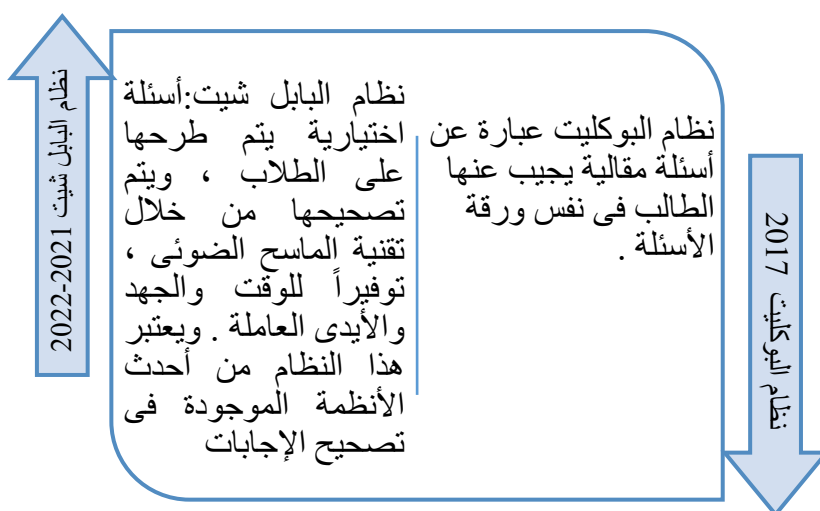 نظام البوكليت 2017
نظام البوكليت عبارة عن
أسئلة مقالية يجيب عنها
الطالب فى نفس ورقة
الأسئلة .
نظام البابل شيت:أسئلة
اختيارية يتم طرحها
على الطلاب ، ويتم
تصحيحها من خلال
تقنية الماسح الضوئى ،
توفيراً للوقت والجهد
والأيدى العاملة . ويعتبر
هذا النظام من أحدث
الأنظمة الموجودة فى
تصحيح الإجابات
نظام البابل شيت 2021-2022